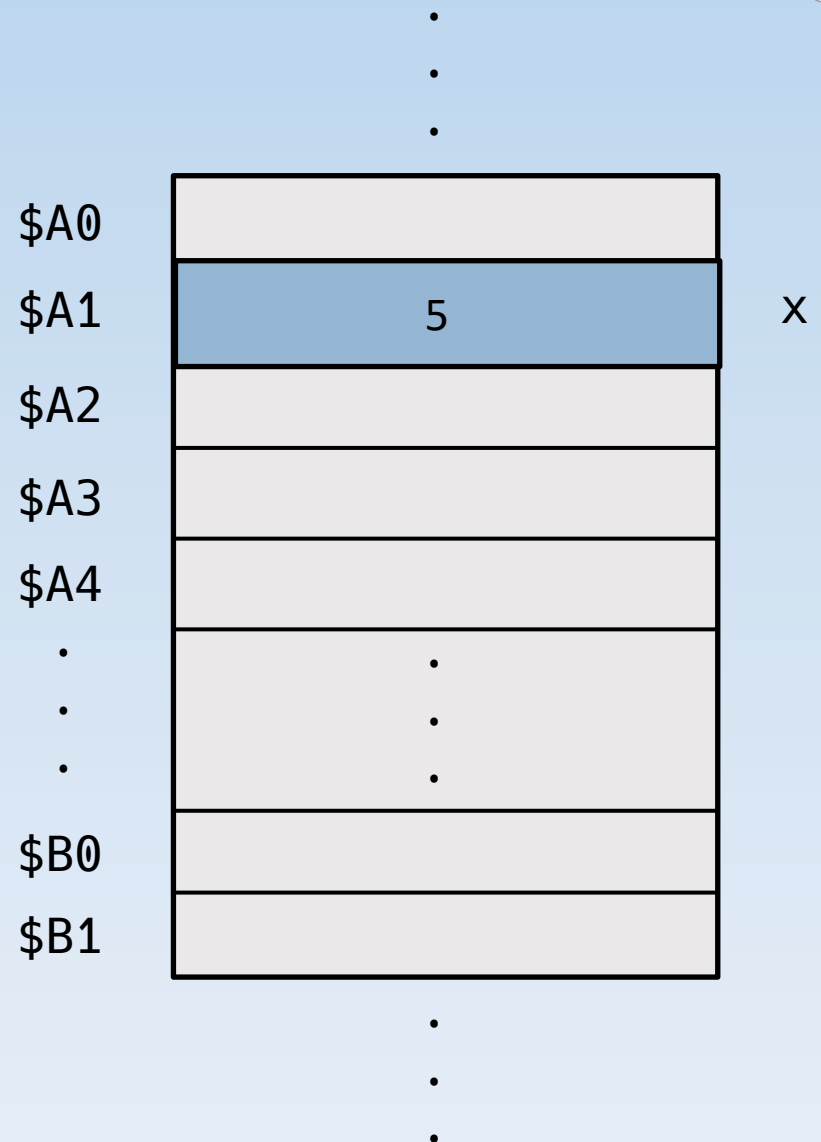 .
.
.
$A0
$A1 5 x
$A2
$A3
$A4
. .
. .
. .
$B0
$B1
.
.
.